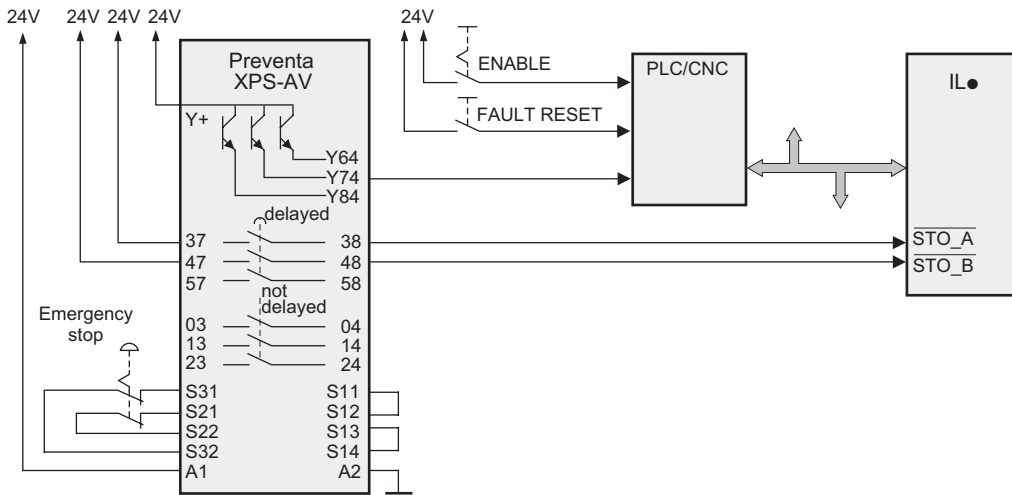 24V 24V 24V 24V
24V
Preventa
XPS-AV
Y+
Y64
Y74
Y84
delayed
37 38
47 48
57 58
not
delayed
03 04
13 14
23 24
Emergency
stop
S31 S11
S21 S12
S22 S13
S32 S14
A1 A2
ENABLE
FAULT RESET
PLC/CNC
IL●
STO_A
STO_B